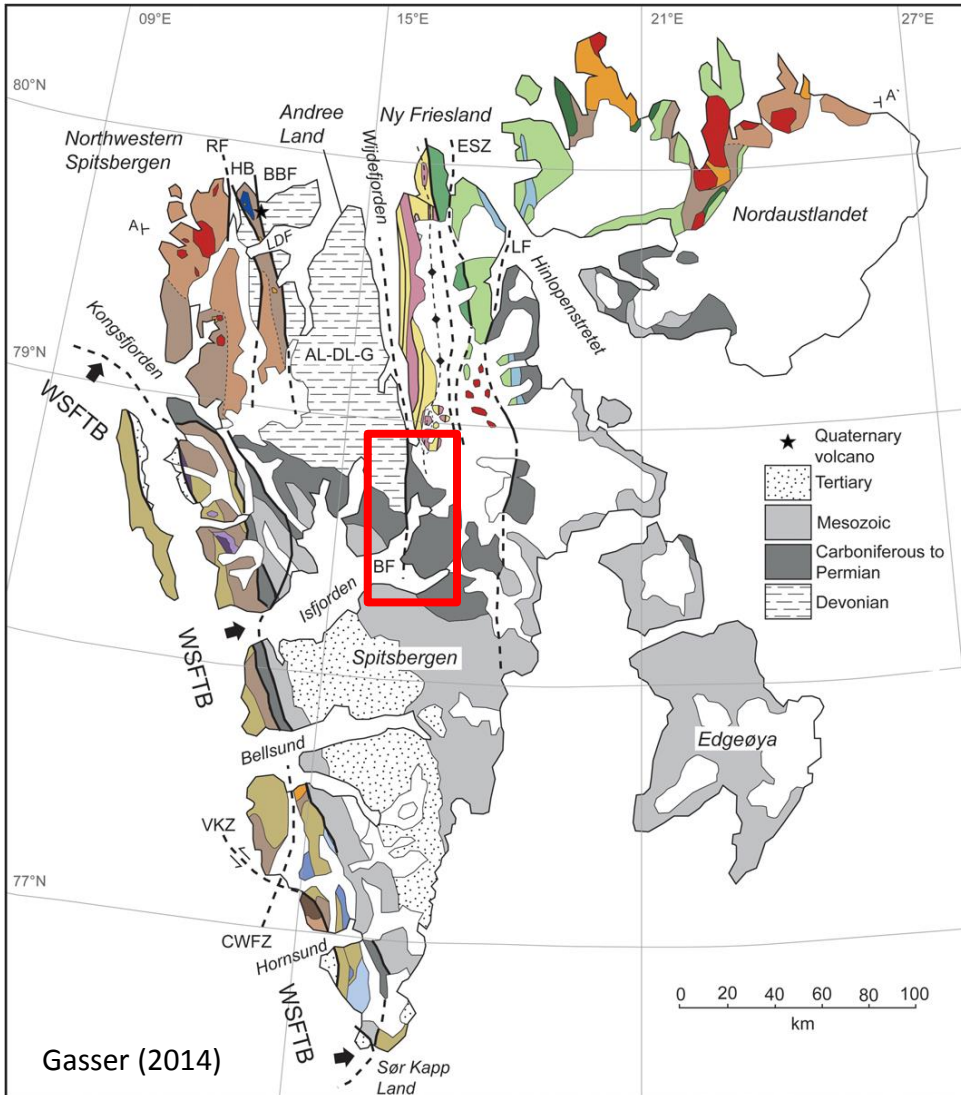 09°E
15°E
21°E
27°E
80°N
Andree
Land
Ny Friesland
Northwestern
Spitsbergen
RF
HB
BBF
Wijdefjorden
ESZ
A
A`
Nordaustlandet
LDF
LF
Hinlopenstretet
Kongsfjorden
79°N
AL-DL-G
WSFTB
Quaternary
volcano
Tertiary
Mesozoic
Carboniferous to
Permian
Devonian
BF
Isfjorden
WSFTB
Spitsbergen
Edgeøya
Bellsund
VKZ
77°N
CWFZ
Hornsund
WSFTB
0 20 40 60 80 100
km
Gasser (2014)
Sør Kapp
Land